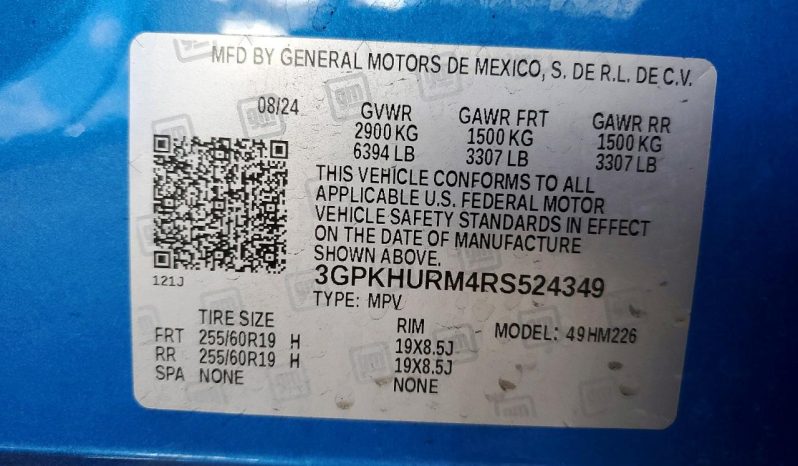 MFD BY GENERAL MOTORS DE MEXICO, S. DE R.L. DE C.V.
08/24 GVWR GAWR FRT GAWR RR
2900 KG 1500 KG 1500 KG
6394 LB 3307 LB 3307 LB
THIS VEHICLE CONFORMS TO ALL
APPLICABLE U.S. FEDERAL MOTOR
VEHICLE SAFETY STANDARDS IN EFFECT
ON THE DATE OF MANUFACTURE
SHOWN ABOVE.
121J
3GPKHURM4RS524349
TYPE: MPV
TIRE SIZE RIM MODEL: 49HM226
FRT 255/60R19 H 19X8.5J
RR 255/60R19 H 19X8.5J
SPA NONE NONE